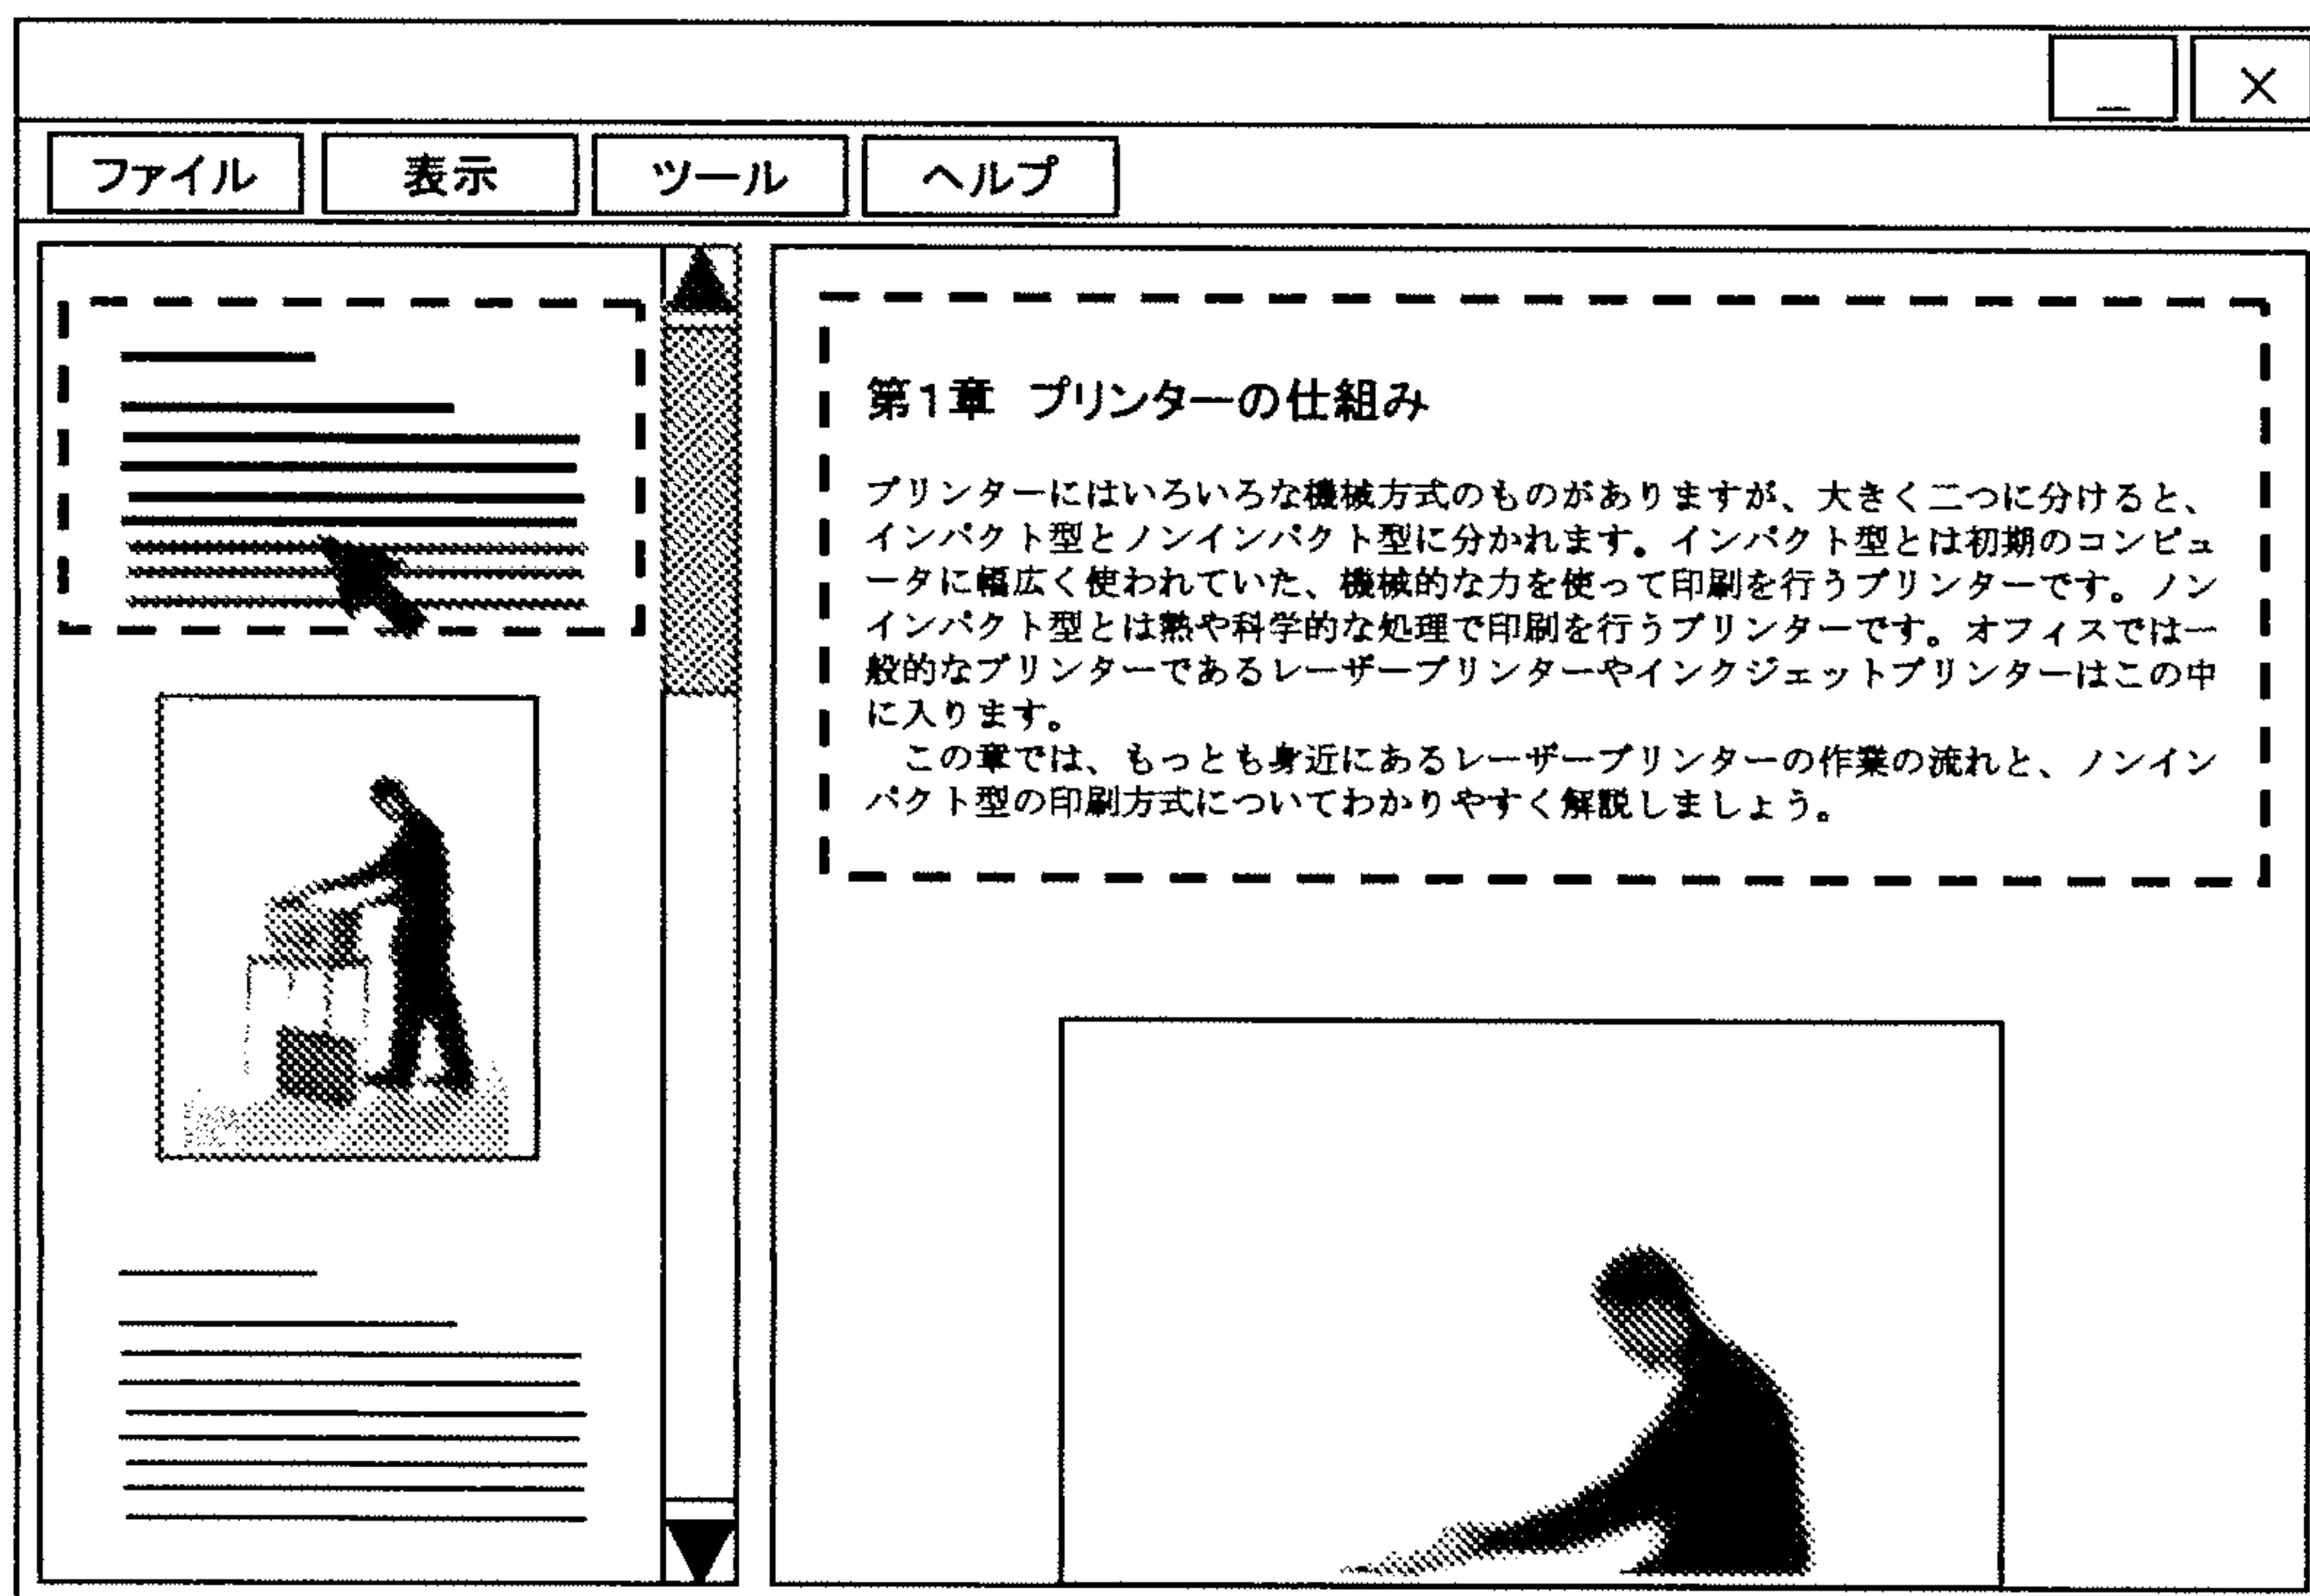 ファイル 表示 ツール ヘルプ
第1章 プリンターの仕組み
プリンターにはいろいろな機械方式のものがありますが、大きく二つに分けると、
インパクト型とノンインパクト型に分かれます。インパクト型とは初期のコンピュ
ータに幅広く使われていた、機械的な力を使って印刷を行うプリンターです。ノン
インパクト型とは熱や科学的な処理で印刷を行うプリンターです。オフィスでは一
般的なプリンターであるレーザープリンターやインクジェットプリンターはこの中
に入ります。
この章では、もっとも身近にあるレーザープリンターの作業の流れと、ノンイン
パクト型の印刷方式についてわかりやすく解説しましょう。